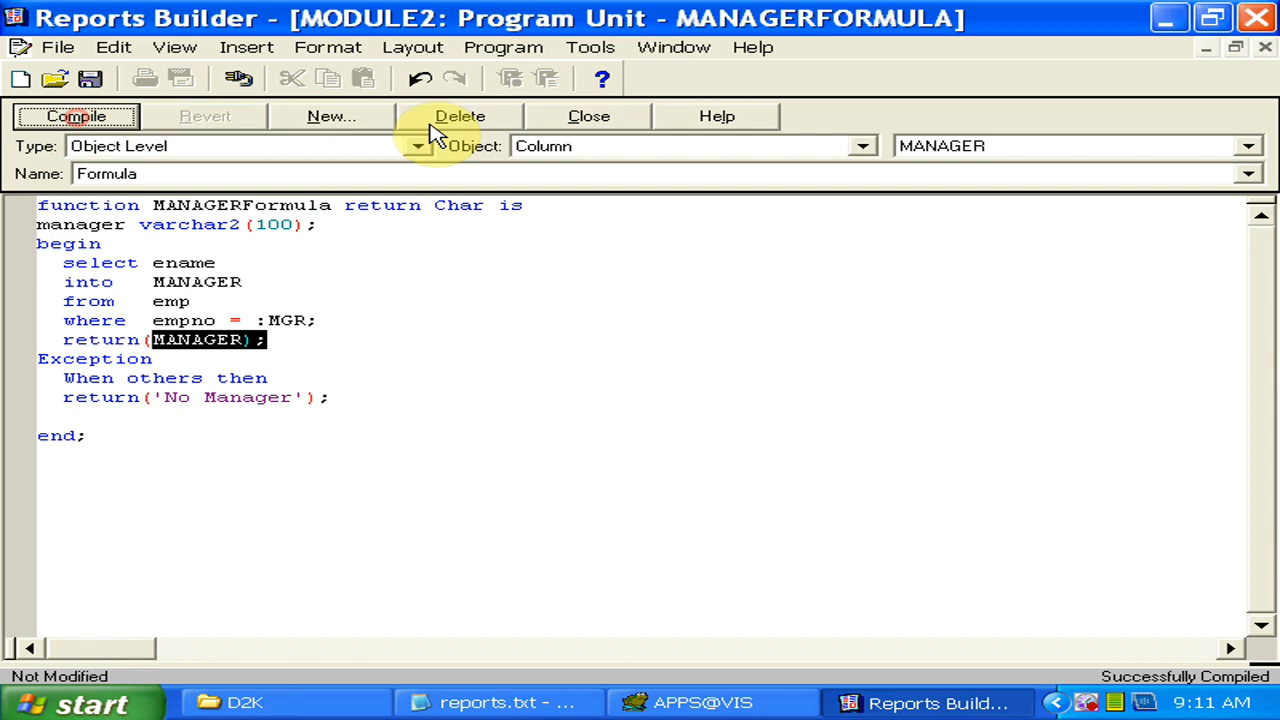 Reports Builder - [MODULE2: Program Unit - MANAGERFORMULA]
File Edit View Insert Format Layout Program Tools Window Help
Compile Revert New... Delete Close Help
Type: Object Level Object: Column MANAGER
Name: Formula
function MANAGERFormula return Char is
manager varchar2(100);
begin
select ename
into MANAGER
from emp
where empno = :MGR;
return(MANAGER);
Exception
When others then
return('No Manager');
end;
Not Modified Successfully Compiled
start D2K reports.txt - ... APPS@VIS Reports Build... 9:11 AM